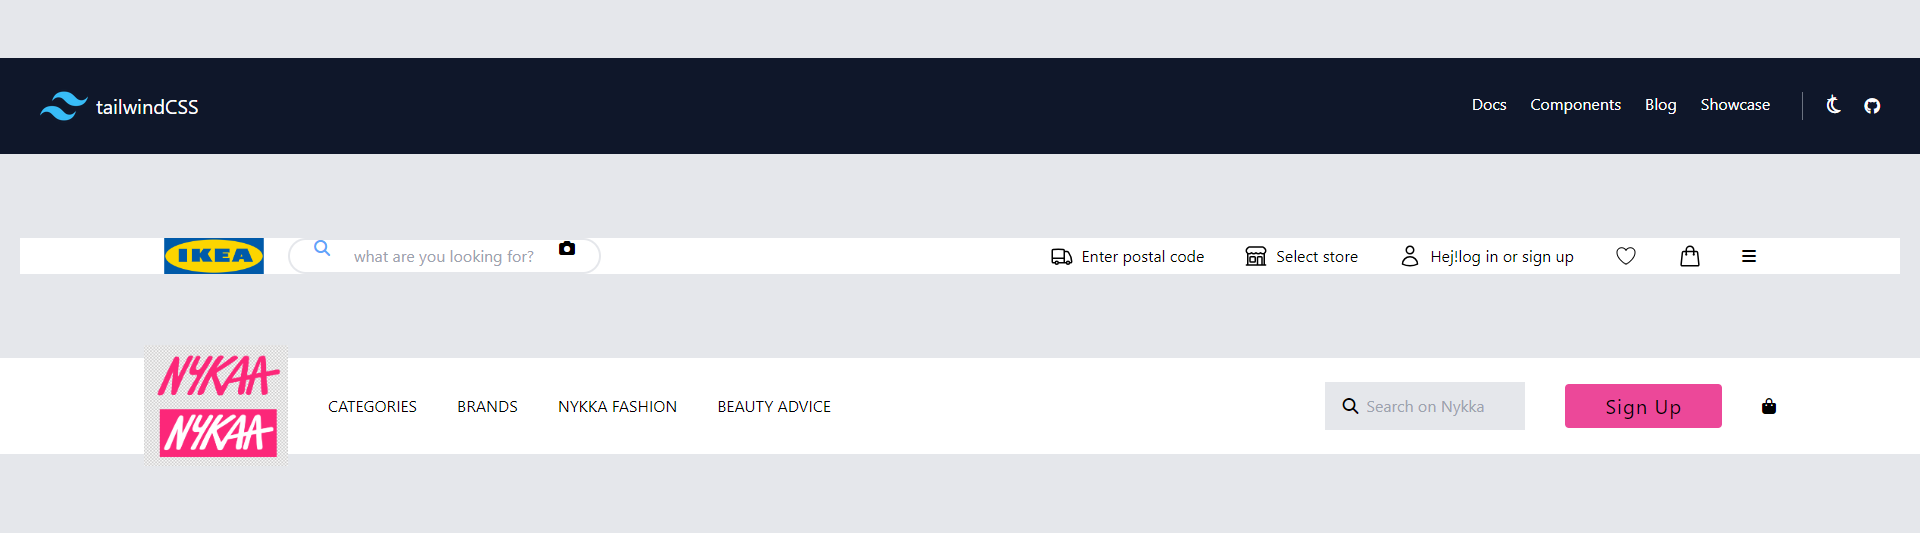 tailwindCSS
Docs Components Blog Showcase
IKEA
what are you looking for?
Enter postal code
Select store
Hej!log in or sign up
NYKAA
NYKAA
CATEGORIES BRANDS NYKKA FASHION BEAUTY ADVICE
Search on Nykka
Sign Up